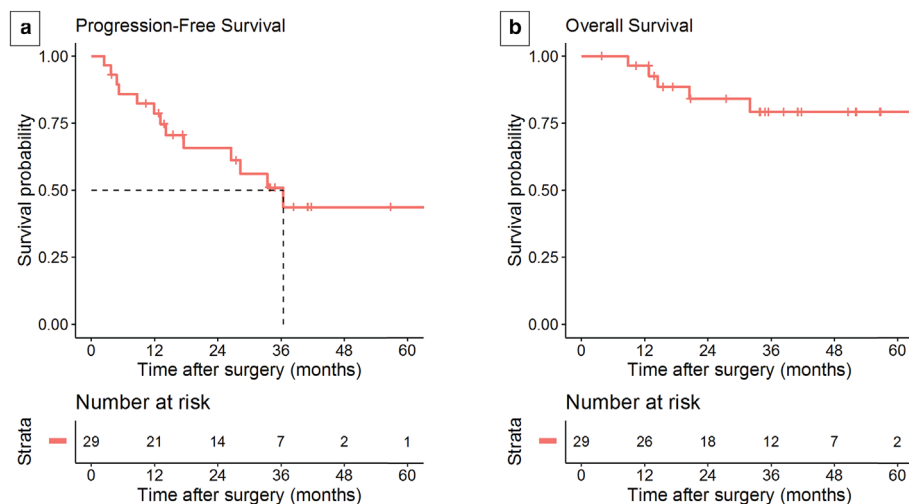 a
Progression-Free Survival
1.00
0.75
0.50
0.25
0.00
Survival probability
0 12 24 36 48 60
Time after surgery (months)
Number at risk
Strata
29 21 14 7 2 1
0 12 24 36 48 60
Time after surgery (months)
b
Overall Survival
1.00
0.75
0.50
0.25
0.00
Survival probability
0 12 24 36 48 60
Time after surgery (months)
Number at risk
Strata
29 26 18 12 7 2
0 12 24 36 48 60
Time after surgery (months)